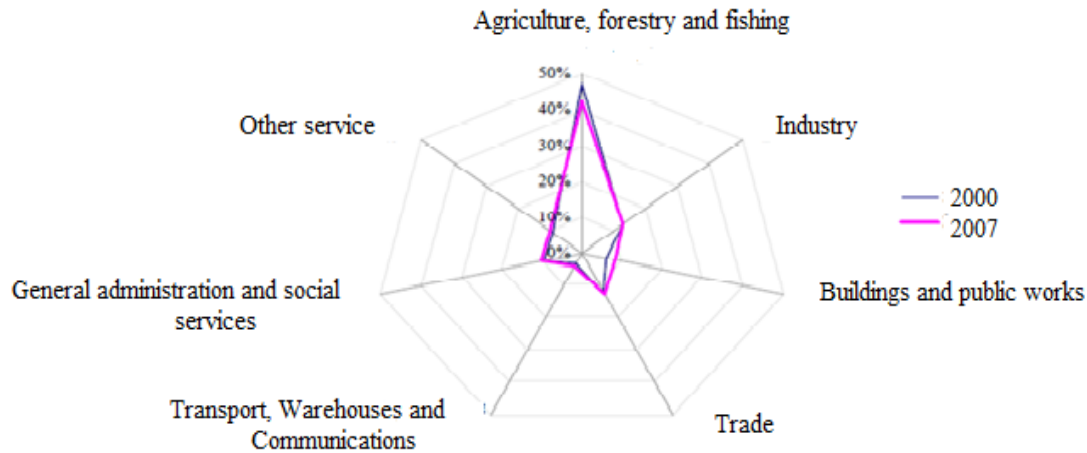 Agriculture, forestry and fishing
50%
40%
30%
20%
10%
0%
Other service
Industry
2000
2007
General administration and social
services
Buildings and public works
Transport, Warehouses and
Communications
Trade